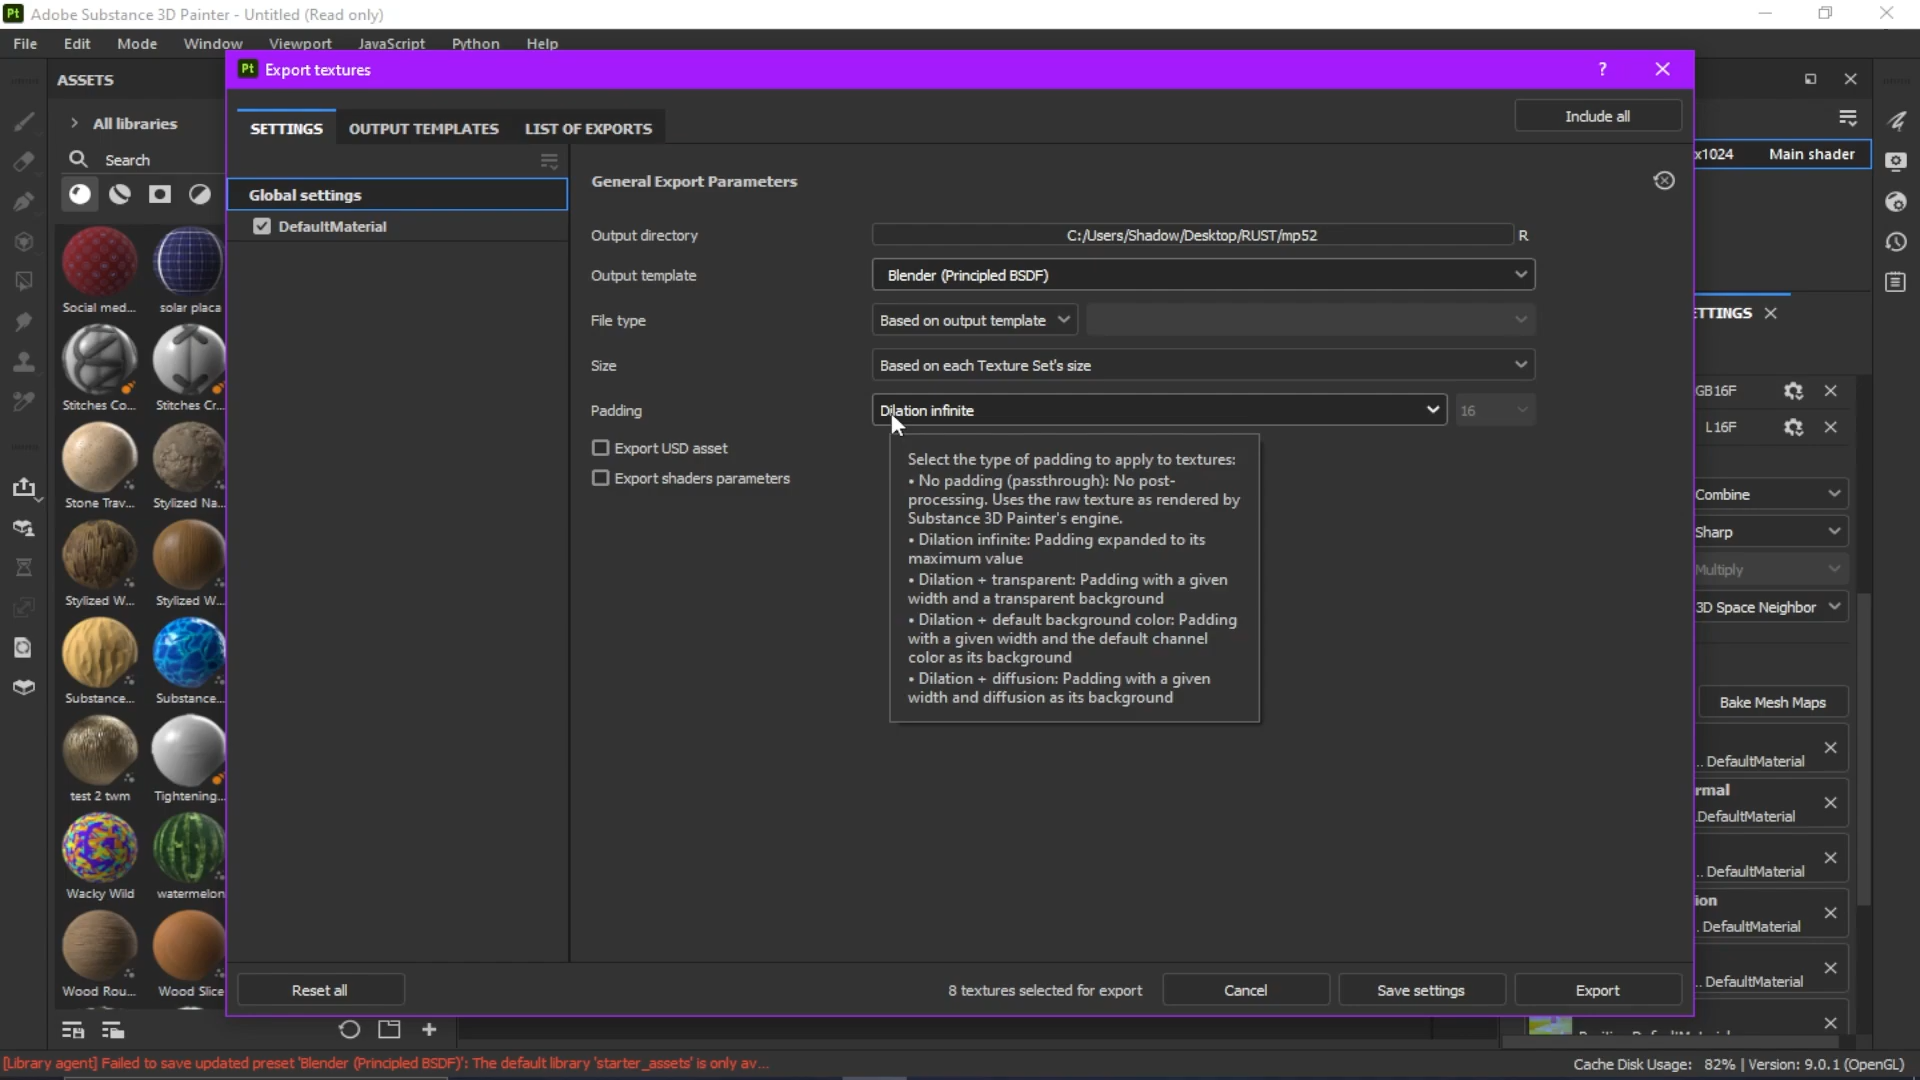 Pt Adobe Substance 3D Painter - Untitled (Read only)
File Edit Mode Window Viewport JavaScript Python Help
Pt Export textures ?
ASSETS
All libraries
Search
Social med... solar placa
Stitches Co... Stitches Cr...
Stone Trav... Stylized Na...
Stylized W... Stylized W...
Substance... Substance...
test 2 twm Tightening...
Wacky Wild watermelon
Wood Rou... Wood Slice
SETTINGS OUTPUT TEMPLATES LIST OF EXPORTS
Include all
Global settings
DefaultMaterial
General Export Parameters
Output directory C:/Users/Shadow/Desktop/RUST/mp52 R
Output template Blender (Principled BSDF)
File type Based on output template
Size Based on each Texture Set's size
Padding Dilation infinite 16
Export USD asset
Export shaders parameters
Select the type of padding to apply to textures:
• No padding (passthrough): No post-
processing. Uses the raw texture as rendered by
Substance 3D Painter's engine.
• Dilation infinite: Padding expanded to its
maximum value
• Dilation + transparent: Padding with a given
width and a transparent background
• Dilation + default background color: Padding
with a given width and the default channel
color as its background
• Dilation + diffusion: Padding with a given
width and diffusion as its background
Reset all 8 textures selected for export Cancel Save settings Export
x1024 Main shader
ETTINGS
GB16F
L16F
Combine
Sharp
Multiply
3D Space Neighbor
Bake Mesh Maps
.. DefaultMaterial
rmal
.DefaultMaterial
.. DefaultMaterial
ion
. DefaultMaterial
.. DefaultMaterial
[Library agent] Failed to save updated preset 'Blender (Principled BSDF)': The default library 'starter_assets' is only av...
Cache Disk Usage: 82% | Version: 9.0.1 (OpenGL)